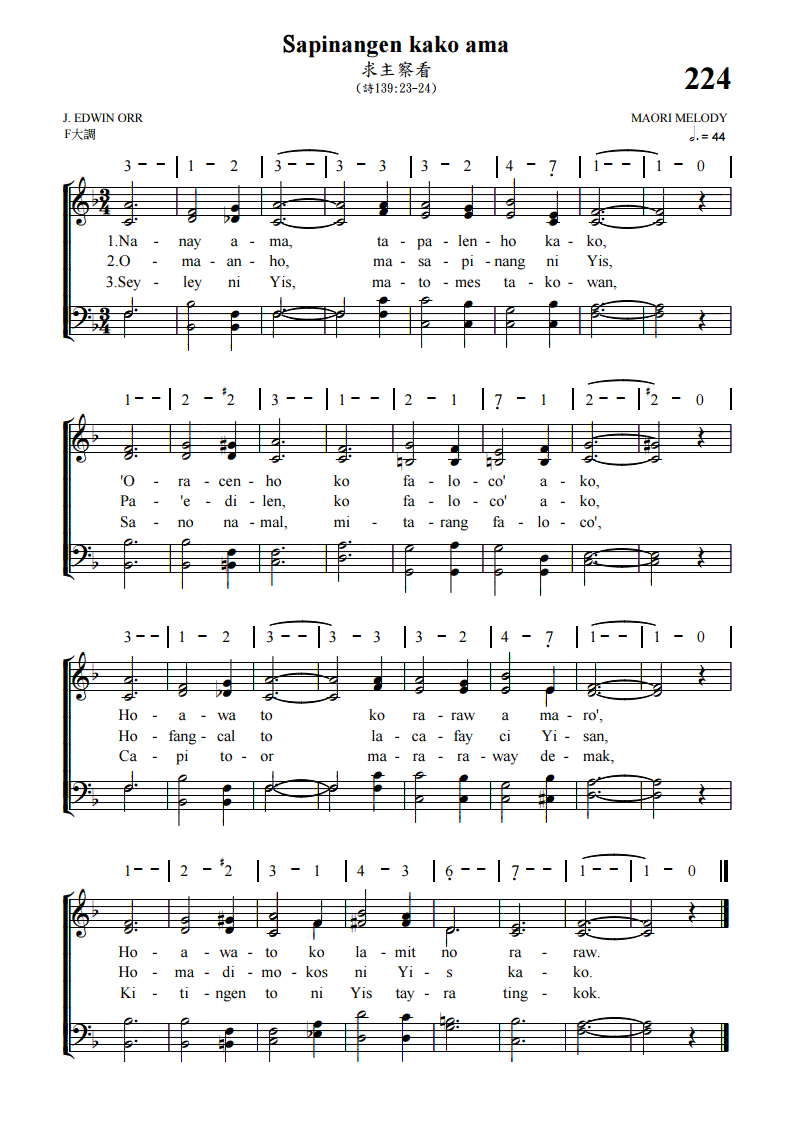 Sapinangen kako ama
求主察看
(詩139:23-24)
224
J. EDWIN ORR
MAORI MELODY
F大調
𝅗𝅥. = 44
3 - - | 1 - 2 | 3 - - | 3 - 3 | 3 - 2 | 4 - 7̣ | 1 - - | 1 - 0 |
1.Na - nay a - ma, ta - pa - len - ho ka - ko,
2.O - ma - an - ho, ma - sa - pi - nang ni Yis,
3.Sey - ley ni Yis, ma - to - mes ta - ko - wan,
1 - - | 2 - ♯2 | 3 - - | 1 - - | 2 - 1 | 7̣ - 1 | 2 - - | ♯2 - 0 |
'O - ra - cen - ho ko fa - lo - co' a - ko,
Pa - 'e - di - len, ko fa - lo - co' a - ko,
Sa - no na - mal, mi - ta - rang fa - lo - co',
3 - - | 1 - 2 | 3 - - | 3 - 3 | 3 - 2 | 4 - 7̣ | 1 - - | 1 - 0 |
Ho - a - wa to ko ra - raw a ma - ro',
Ho - fang - cal to la - ca - fay ci Yi - san,
Ca - pi to - or ma - ra - ra - way de - mak,
1 - - | 2 - ♯2 | 3 - 1 | 4 - 3 | 6̣ - - | 7̣ - - | 1 - - | 1 - 0
Ho - a - wa - to ko la - mit no ra - raw.
Ho - ma - di - mo - kos ni Yi - s ka - ko.
Ki - ti - ngen to ni Yis tay - ra ting - kok.